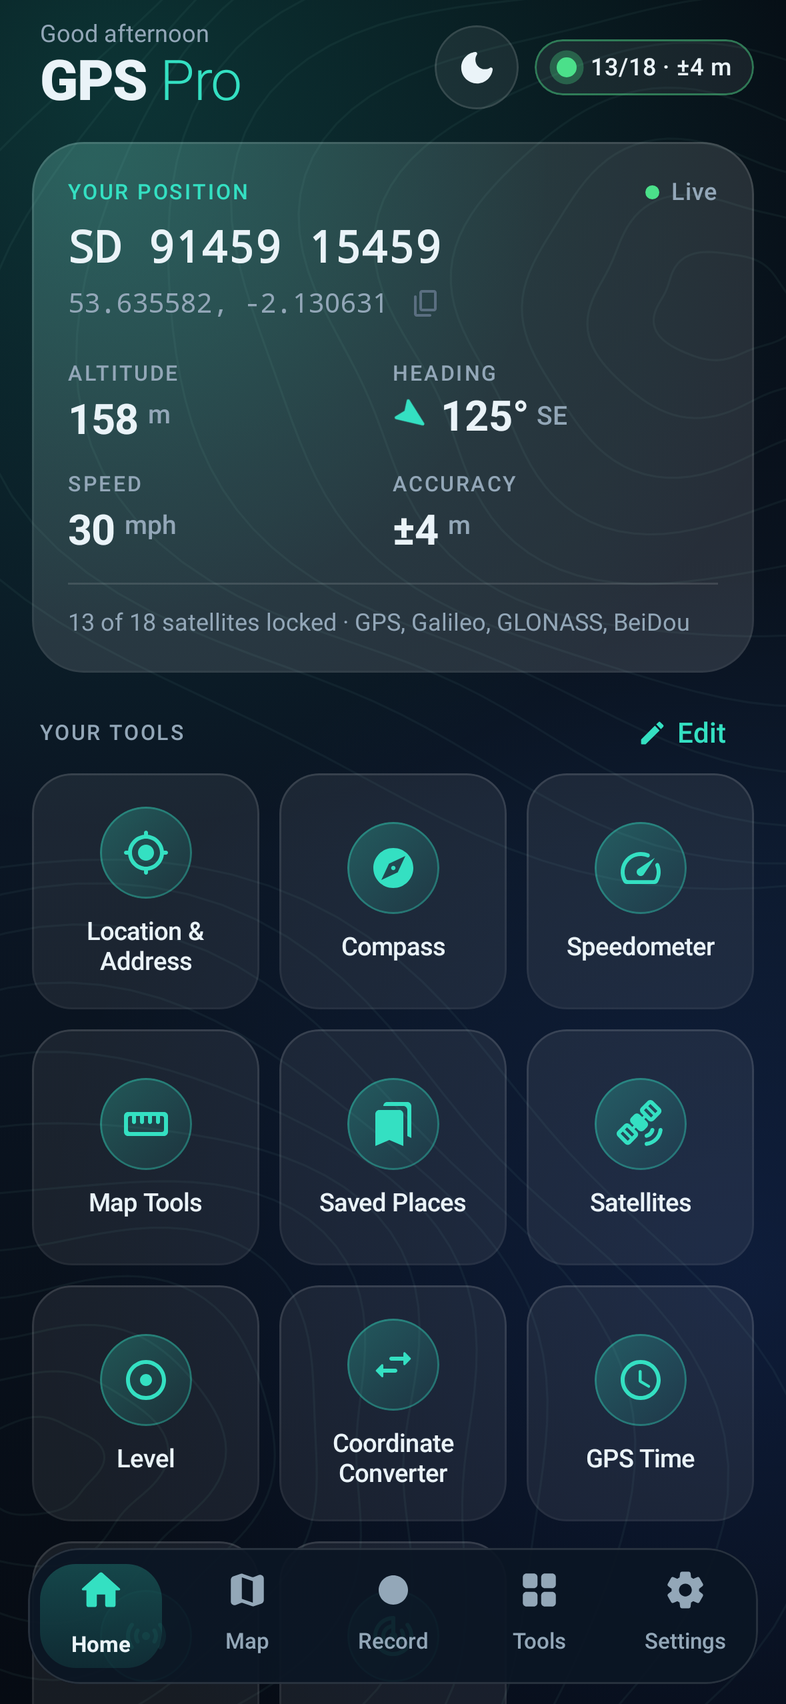 Good afternoon
GPS Pro
13/18 · ±4 m
YOUR POSITION
Live
SD 91459 15459
53.635582, -2.130631
ALTITUDE
HEADING
158 m
125° SE
SPEED
ACCURACY
30 mph
±4 m
13 of 18 satellites locked · GPS, Galileo, GLONASS, BeiDou
YOUR TOOLS
Edit
Location &
Address
Compass
Speedometer
Map Tools
Saved Places
Satellites
Level
Coordinate
Converter
GPS Time
Home
Map
Record
Tools
Settings